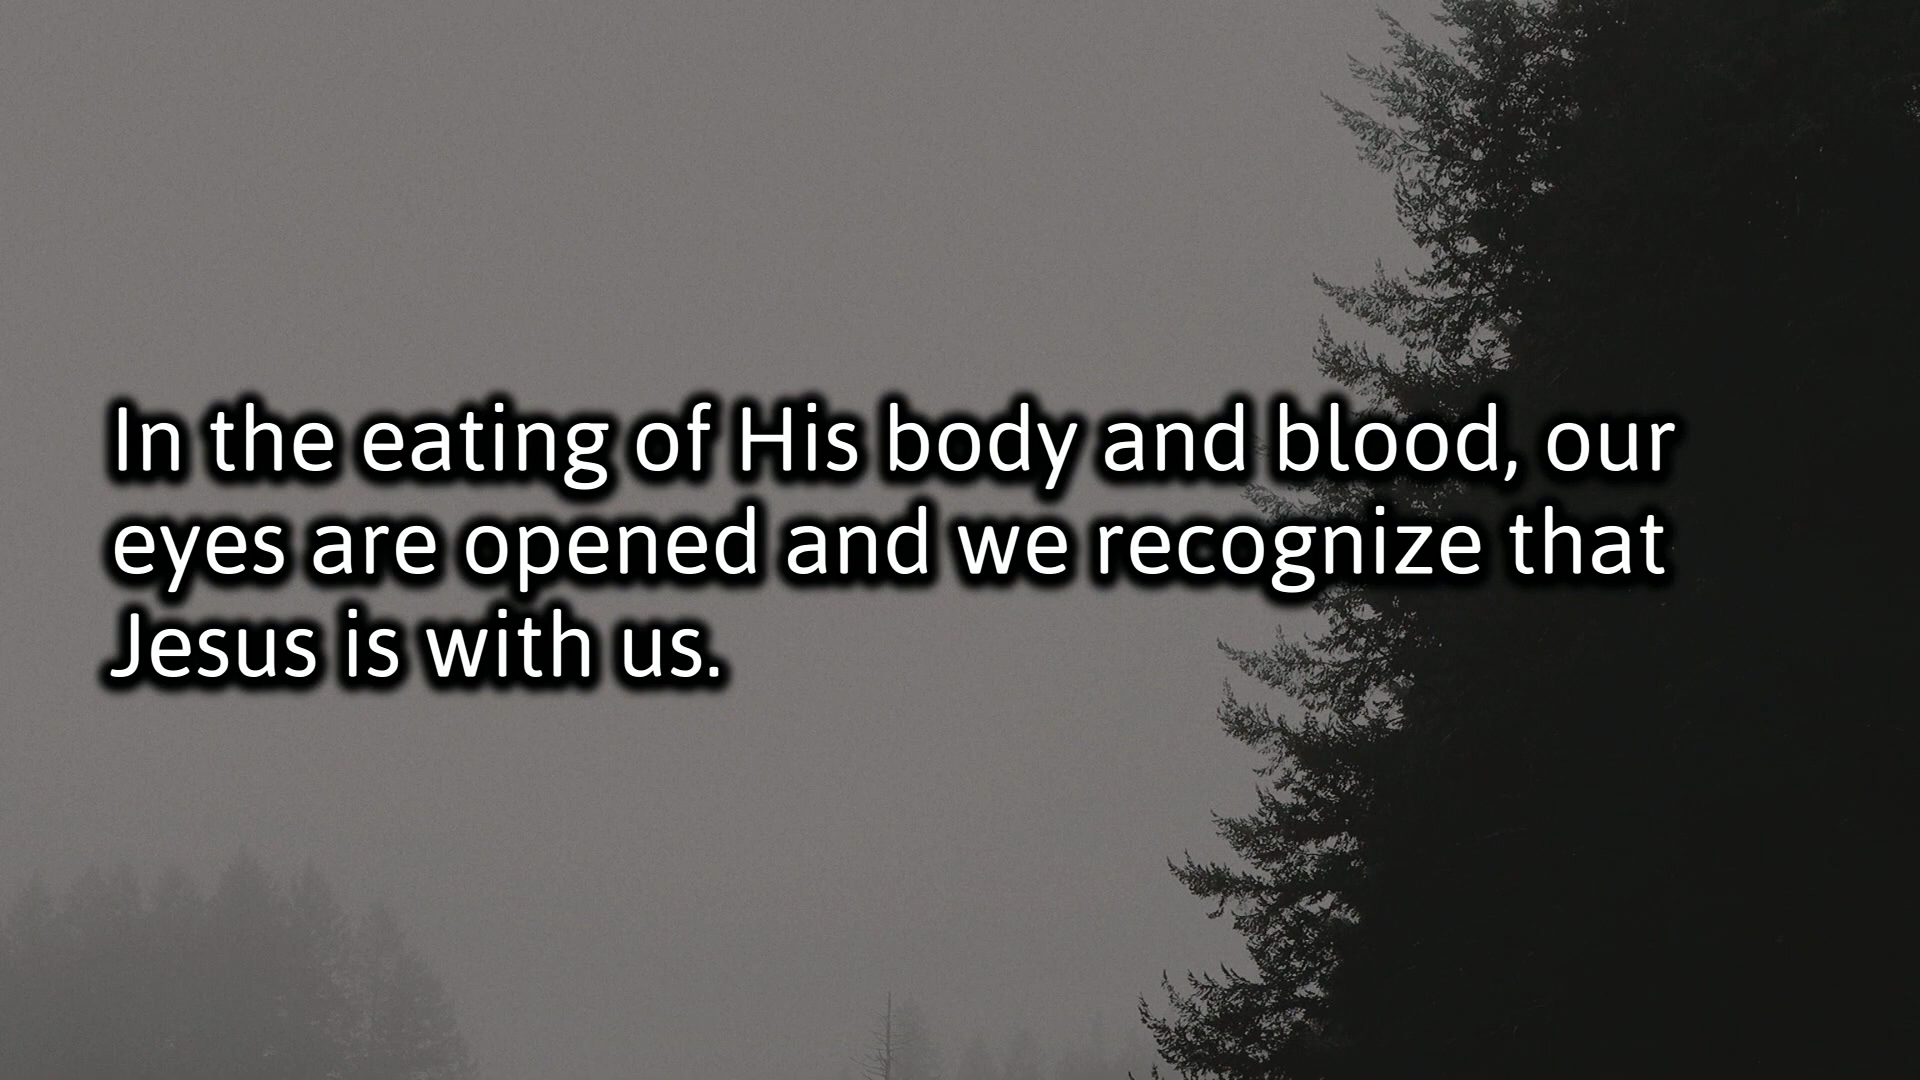 In the eating of His body and blood, our
eyes are opened and we recognize that
Jesus is with us.